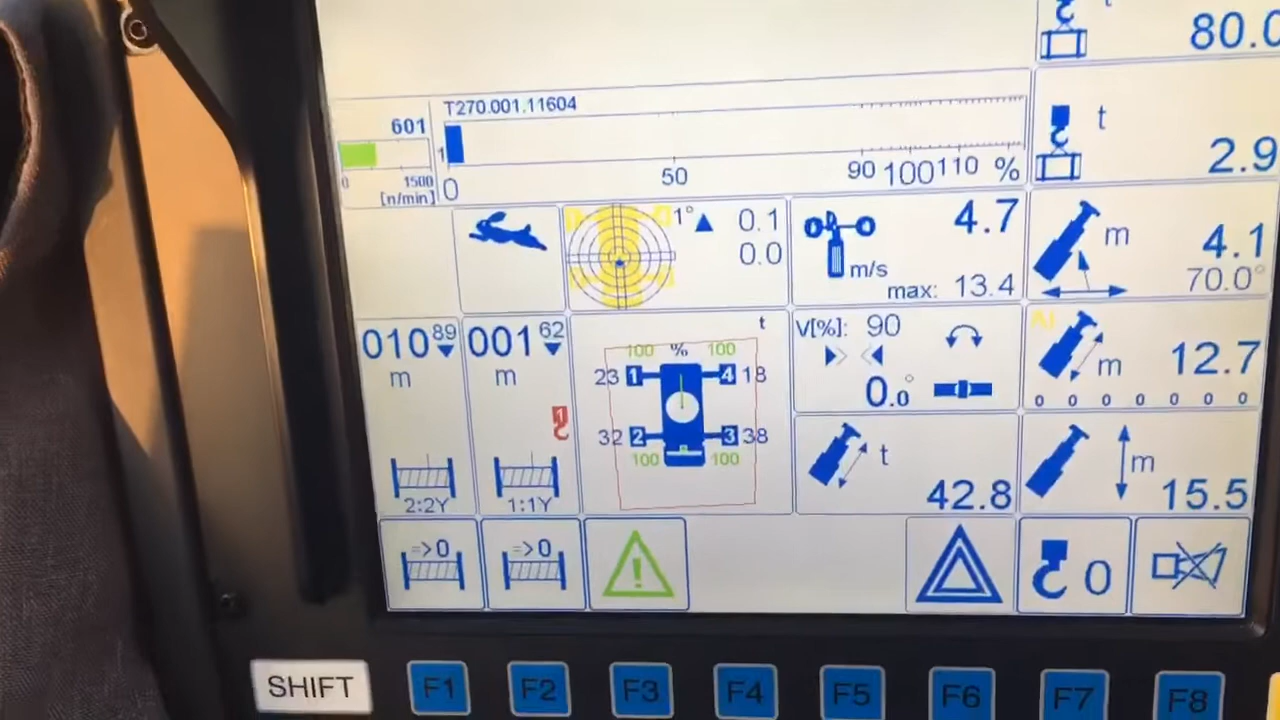 t
80.0
T270.001.11604
601
1
0
1500
[n/min]
0
50
90
100
110
%
t
2.9
1°
0.1
0.0
4.7
m/s
max: 13.4
m
4.1
70.0°
010 89
m
001 62
m
t
100
%
100
23
1
4
18
32
2
3
38
100
100
V[%]: 90
0.0°
m
12.7
0 0 0 0 0 0 0
1
2:2Y
1:1Y
t
42.8
m
15.5
=>0
=>0
!
0
SHIFT
F1
F2
F3
F4
F5
F6
F7
F8